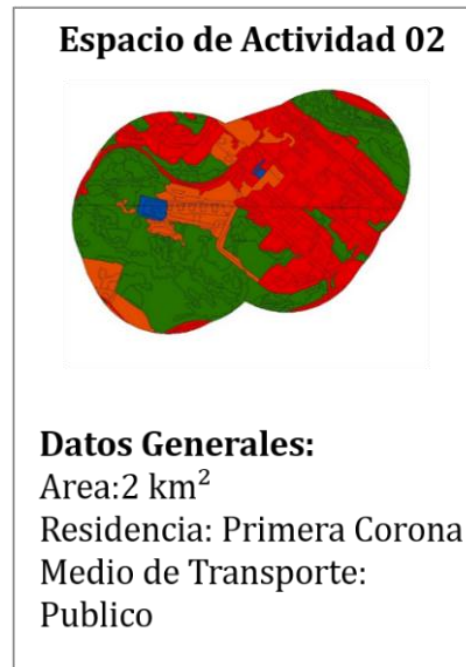 Espacio de Actividad 02
Datos Generales:
Area:2 km²
Residencia: Primera Corona
Medio de Transporte:
Publico